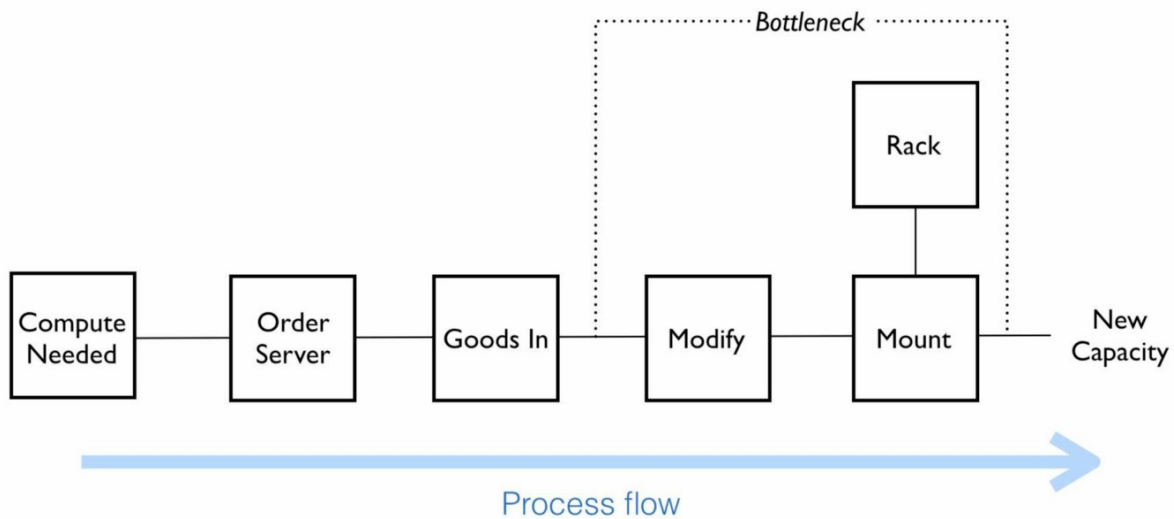 Bottleneck
Rack
Compute
Needed
Order
Server
Goods In
Modify
Mount
New
Capacity
Process flow